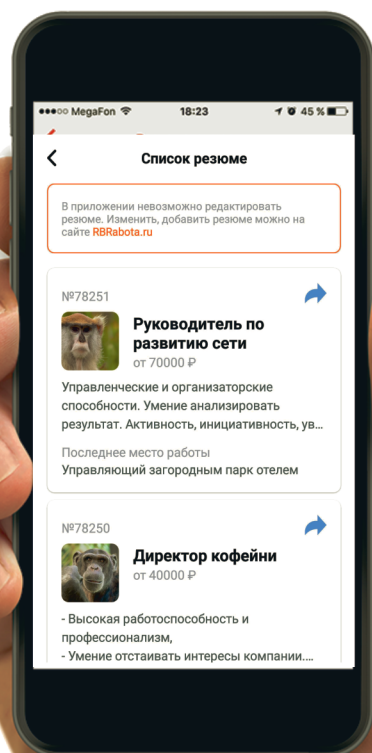 MegaFon 18:23 45 %
Список резюме
В приложении невозможно редактировать
резюме. Изменить, добавить резюме можно на
сайте RBRabota.ru
№78251
Руководитель по
развитию сети
от 70000 ₽
Управленческие и организаторские
способности. Умение анализировать
результат. Активность, инициативность, ув...
Последнее место работы
Управляющий загородным парк отелем
№78250
Директор кофейни
от 40000 ₽
- Высокая работоспособность и
профессионализм,
- Умение отстаивать интересы компании....